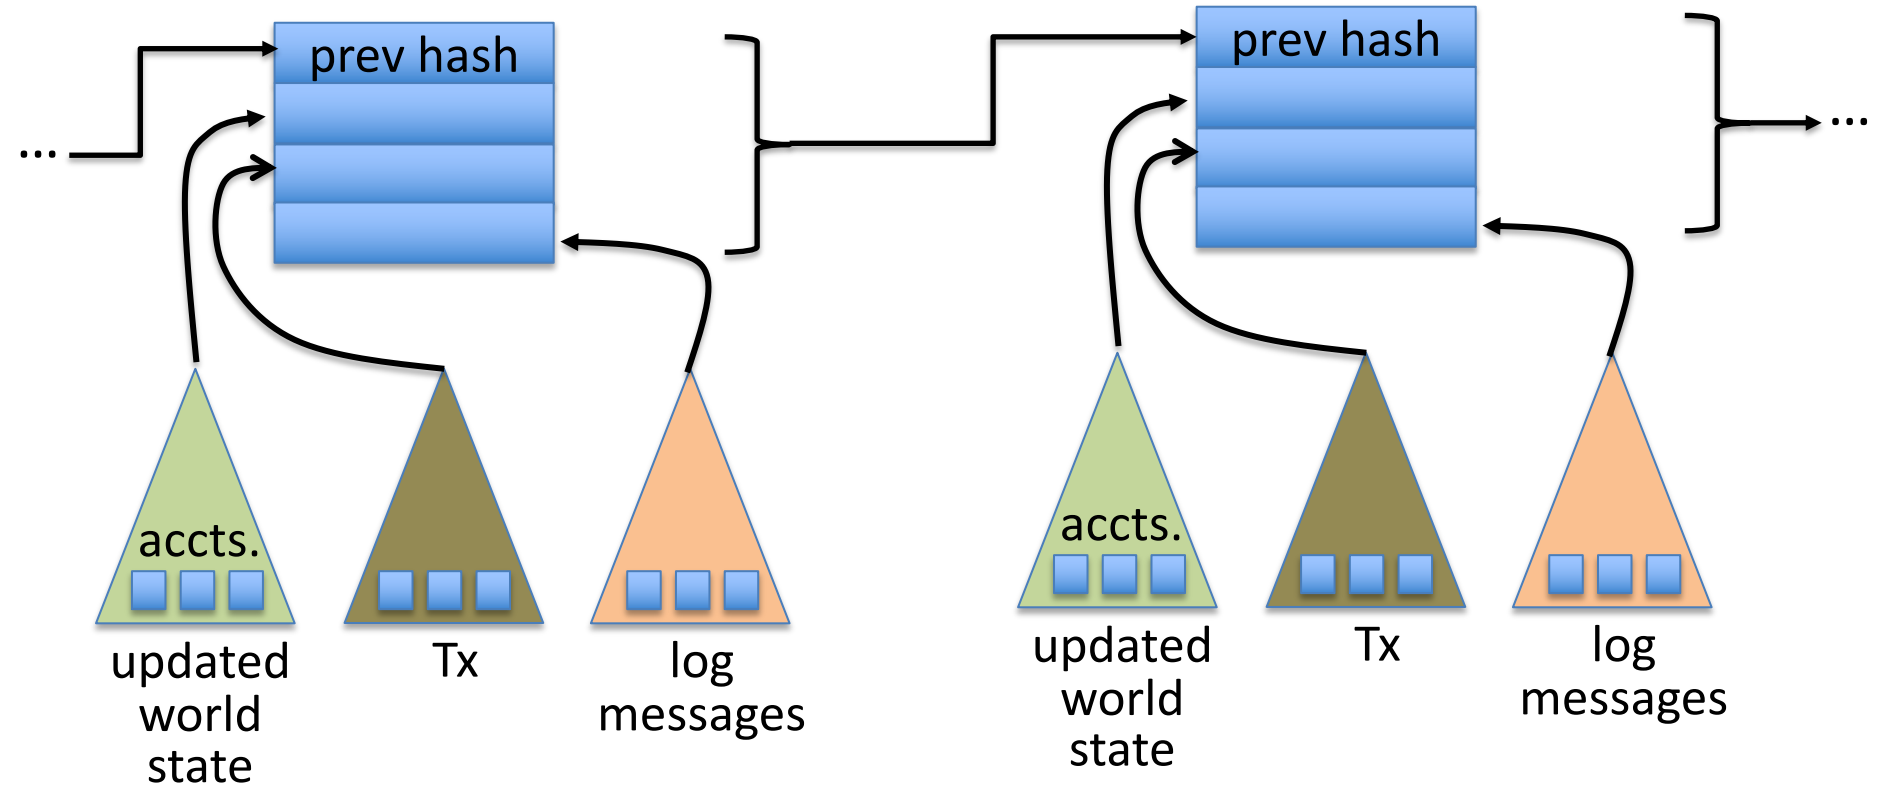 prev hash
prev hash
...
...
accts.
updated
world
state
Tx
log
messages
accts.
updated
world
state
Tx
log
messages